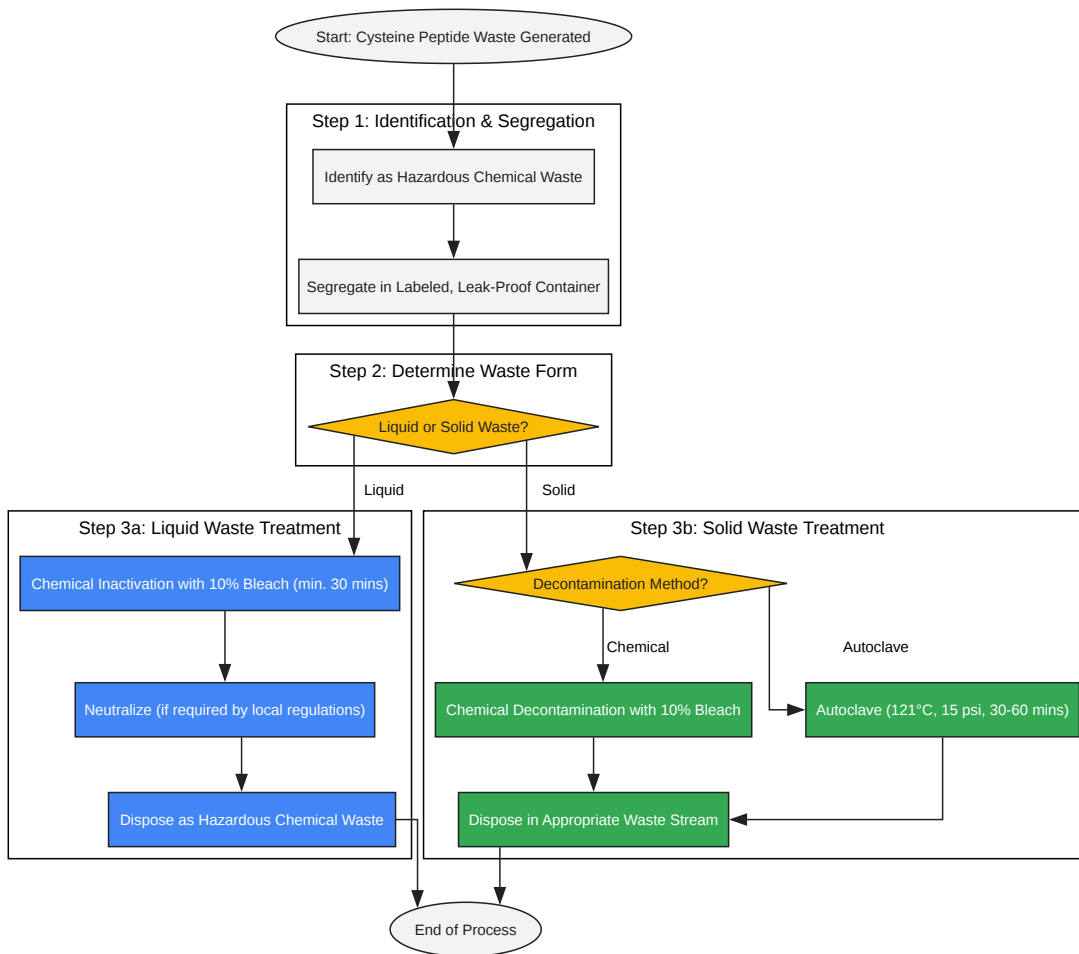 Start: Cysteine Peptide Waste Generated
Step 1: Identification & Segregation
Identify as Hazardous Chemical Waste
Segregate in Labeled, Leak-Proof Container
Step 2: Determine Waste Form
Liquid or Solid Waste?
Liquid
Solid
Step 3a: Liquid Waste Treatment
Chemical Inactivation with 10% Bleach (min. 30 mins)
Neutralize (if required by local regulations)
Dispose as Hazardous Chemical Waste
Step 3b: Solid Waste Treatment
Decontamination Method?
Chemical
Autoclave
Chemical Decontamination with 10% Bleach
Autoclave (121°C, 15 psi, 30-60 mins)
Dispose in Appropriate Waste Stream
End of Process